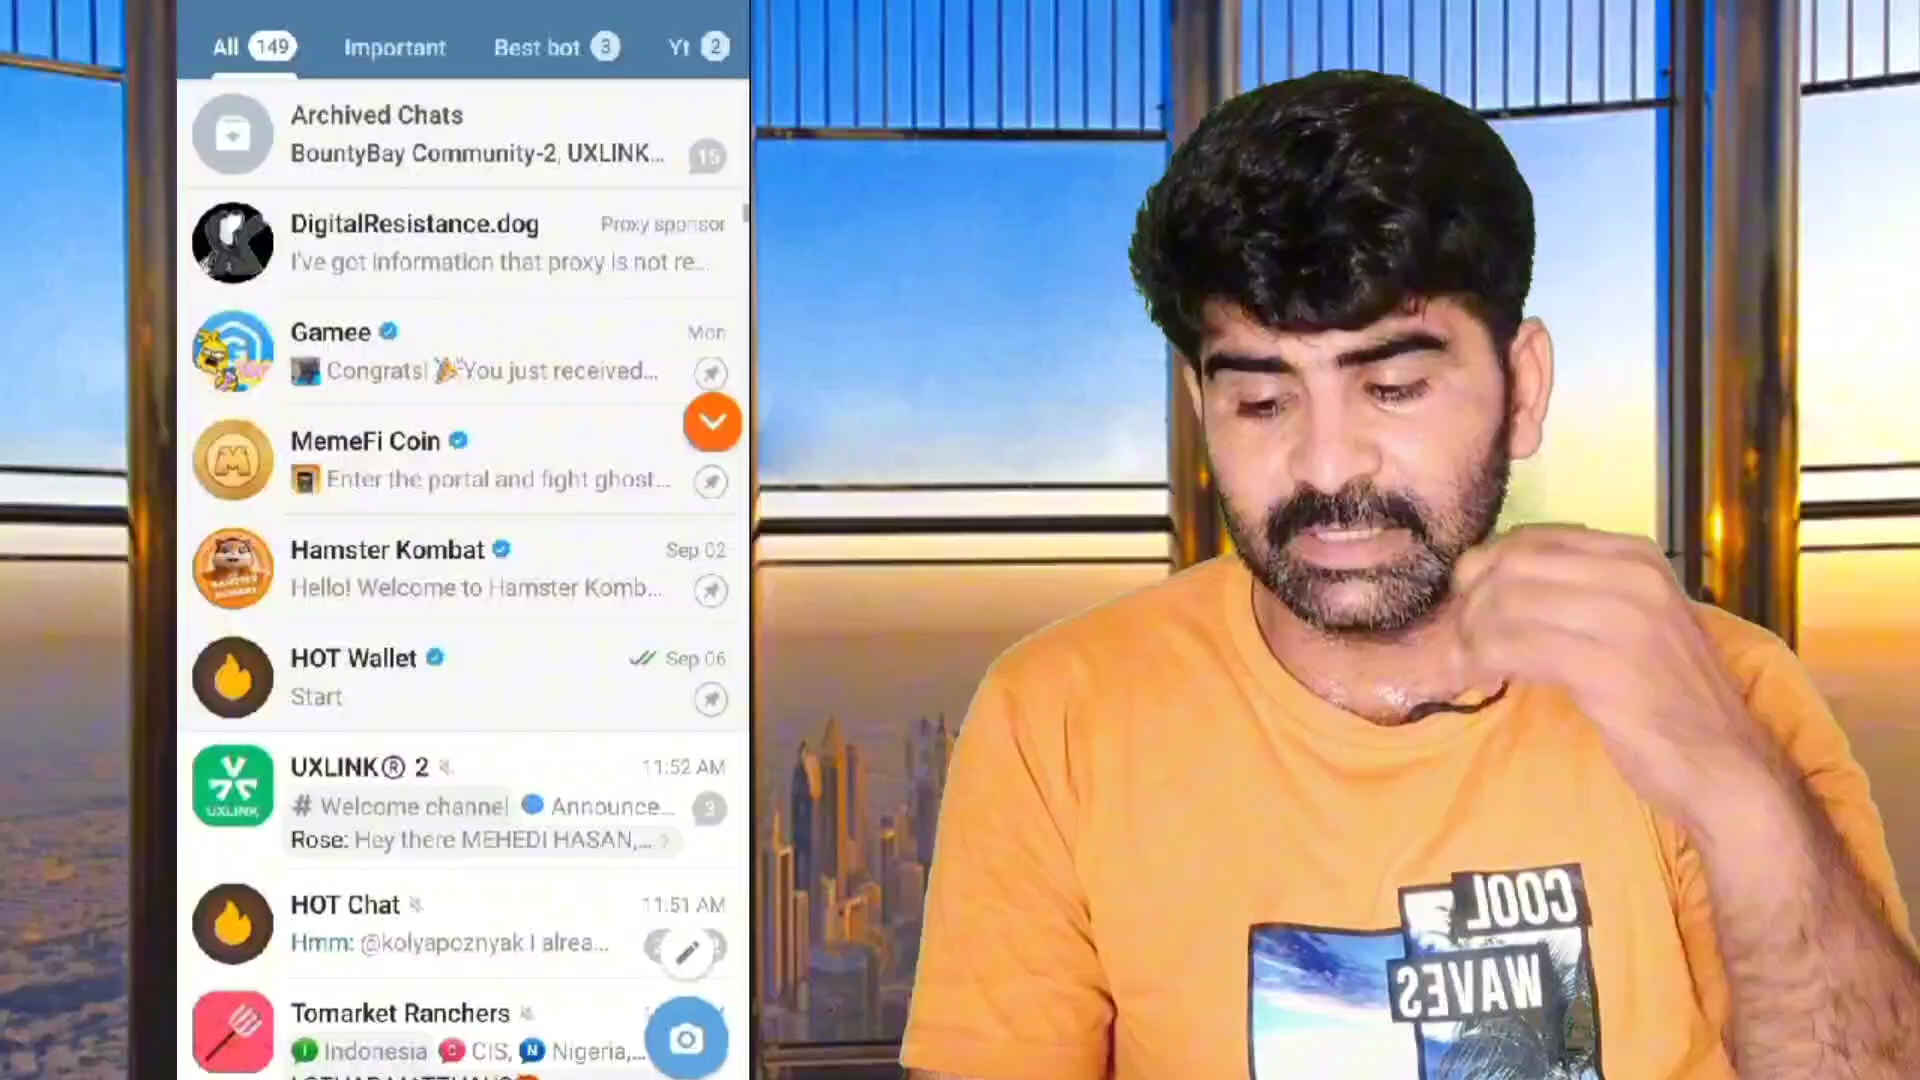 All 149 Important Best bot 3 Yt 2
Archived Chats
BountyBay Community-2, UXLINK... 15
DigitalResistance.dog Proxy sponsor
I've got information that proxy is not re...
Gamee Mon
Congrats! 🎉You just received...
MemeFi Coin
Enter the portal and fight ghost...
Hamster Kombat Sep 02
Hello! Welcome to Hamster Komb...
HOT Wallet Sep 06
Start
UXLINK® 2 11:52 AM
UXLINK
# Welcome channel 🔵 Announce... 3
Rose: Hey there MEHEDI HASAN,...
HOT Chat 11:51 AM
Hmm: @kolyapoznyak I alrea...
Tomarket Ranchers
Indonesia CIS, N Nigeria,...
COOL
WAVES